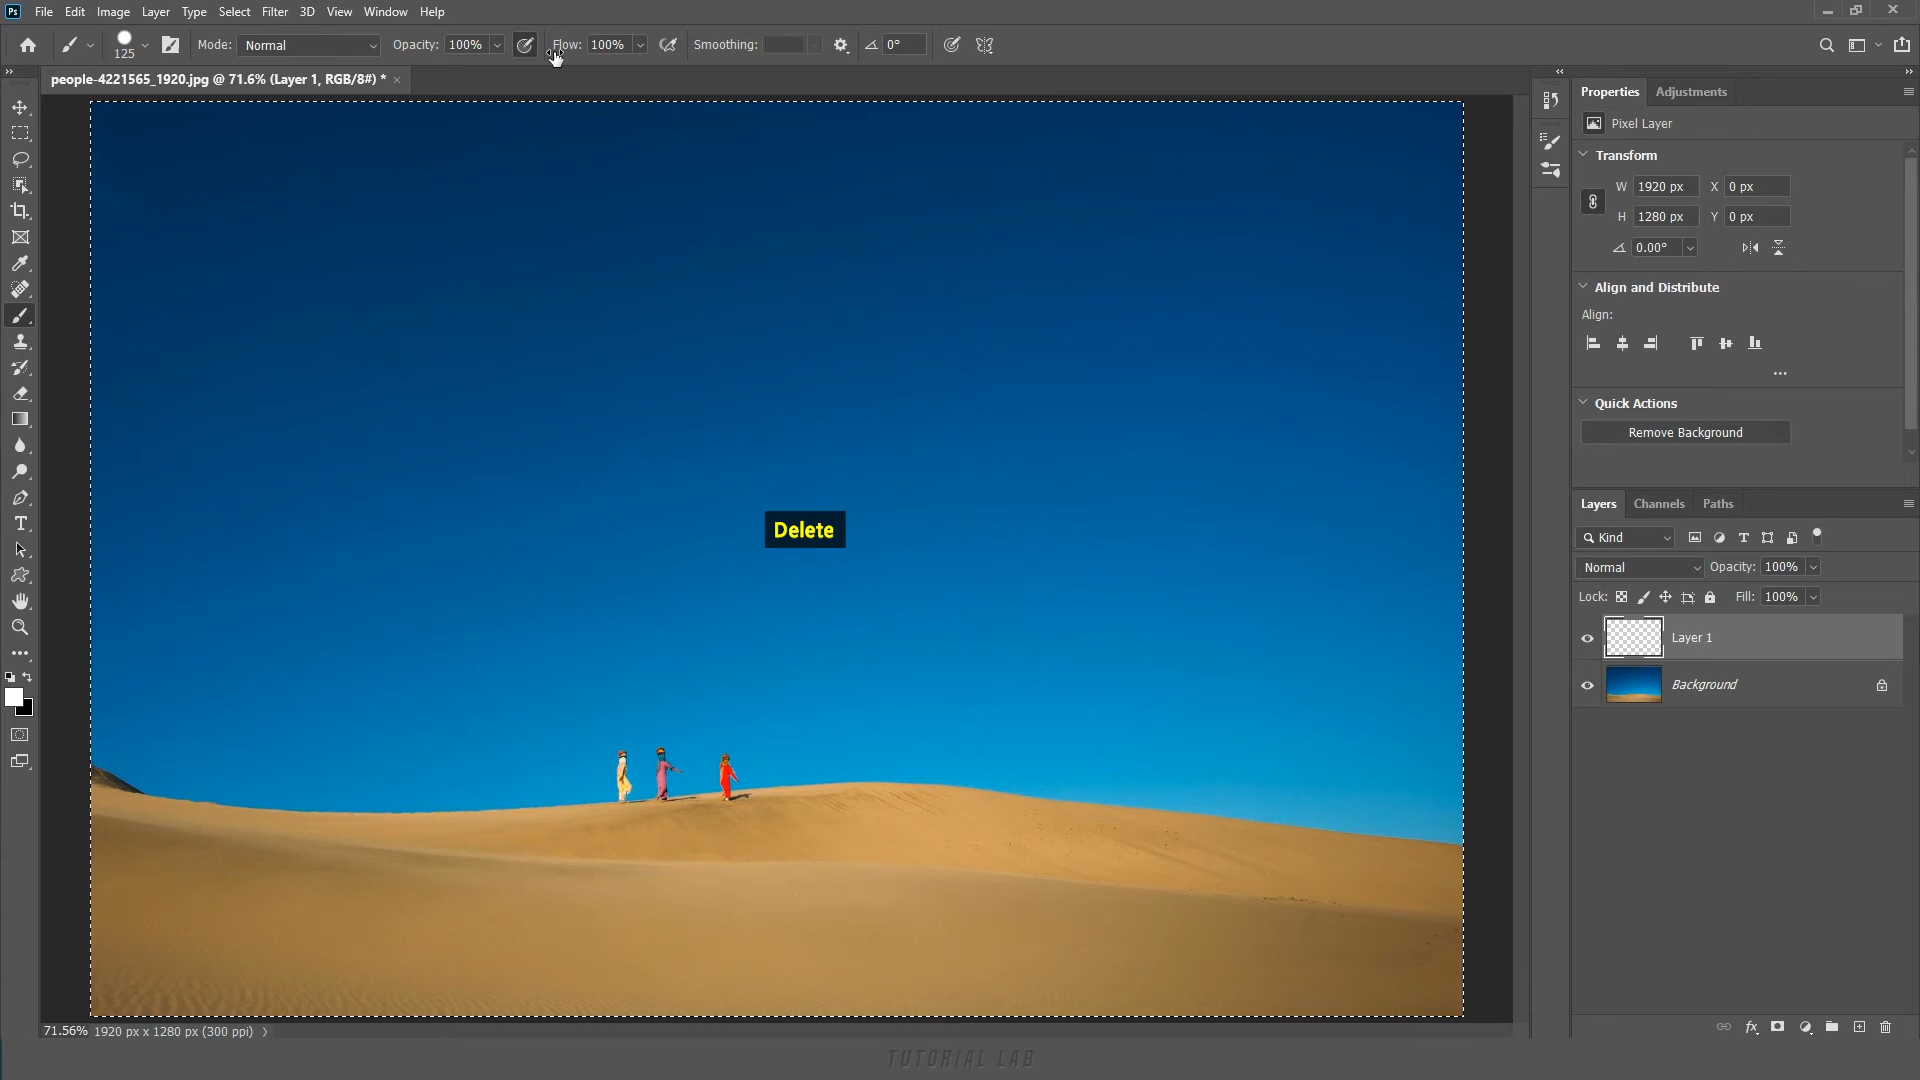 Ps File Edit Image Layer Type Select Filter 3D View Window Help
125 Mode: Normal Opacity: 100% Flow: 100% Smoothing: 0°
people-4221565_1920.jpg @ 71.6% (Layer 1, RGB/8#) * ×
Properties Adjustments
Pixel Layer
Transform
W 1920 px X 0 px
H 1280 px Y 0 px
0.00°
Align and Distribute
Align:
Quick Actions
Remove Background
Layers Channels Paths
Kind
Normal Opacity: 100%
Lock: Fill: 100%
Layer 1
Background
Delete
71.56% 1920 px x 1280 px (300 ppi)
TUTORIAL LAB